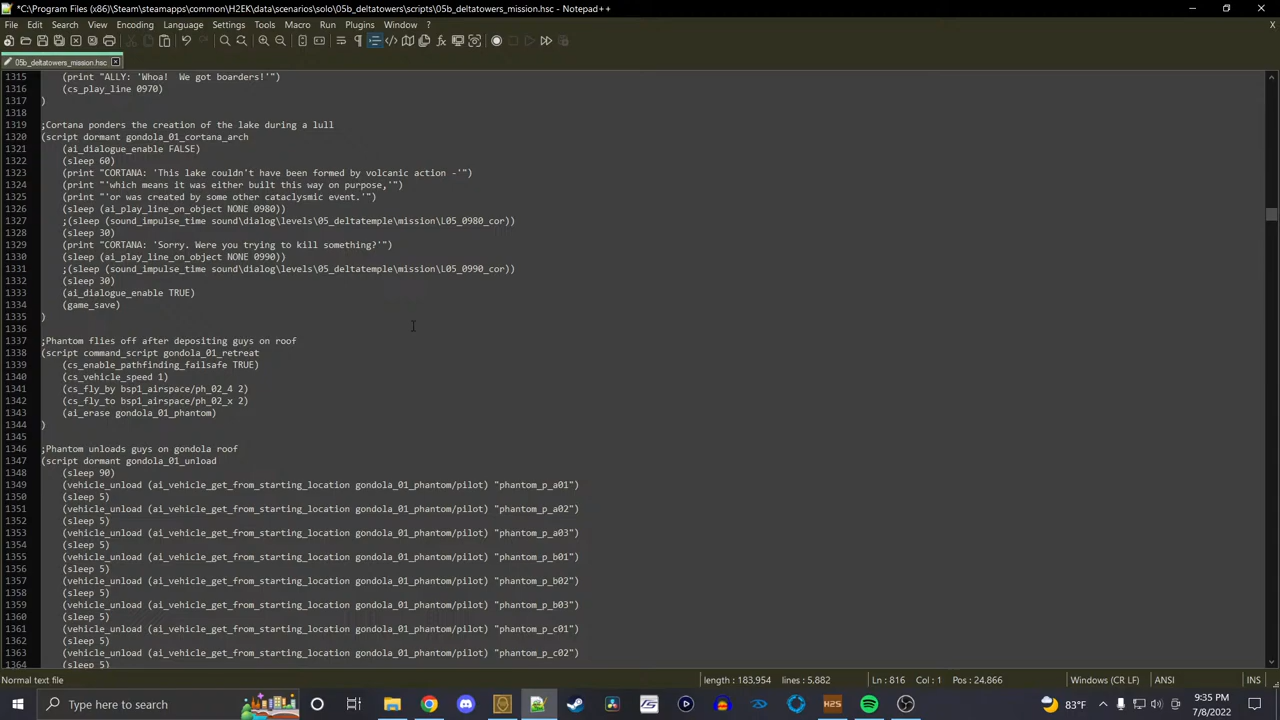 *C:\Program Files (x86)\Steam\steamapps\common\H2EK\data\scenarios\solo\05b_deltatowers\scripts\05b_deltatowers_mission.hsc - Notepad++
File Edit Search View Encoding Language Settings Tools Macro Run Plugins Window ?
05b_deltatowers_mission.hsc
1315 (print "ALLY: 'Whoa!  We got boarders!'")
1316 (cs_play_line 0970)
1317 )
1318
1319 ;Cortana ponders the creation of the lake during a lull
1320 (script dormant gondola_01_cortana_arch
1321 (ai_dialogue_enable FALSE)
1322 (sleep 60)
1323 (print "CORTANA: 'This lake couldn't have been formed by volcanic action -'")
1324 (print "'which means it was either built this way on purpose,'")
1325 (print "'or was created by some other cataclysmic event.'")
1326 (sleep (ai_play_line_on_object NONE 0980))
1327 ;(sleep (sound_impulse_time sound\dialog\levels\05_deltatemple\mission\L05_0980_cor))
1328 (sleep 30)
1329 (print "CORTANA: 'Sorry. Were you trying to kill something?'")
1330 (sleep (ai_play_line_on_object NONE 0990))
1331 ;(sleep (sound_impulse_time sound\dialog\levels\05_deltatemple\mission\L05_0990_cor))
1332 (sleep 30)
1333 (ai_dialogue_enable TRUE)
1334 (game_save)
1335 )
1336
1337 ;Phantom flies off after depositing guys on roof
1338 (script command_script gondola_01_retreat
1339 (cs_enable_pathfinding_failsafe TRUE)
1340 (cs_vehicle_speed 1)
1341 (cs_fly_by bsp1_airspace/ph_02_4 2)
1342 (cs_fly_to bsp1_airspace/ph_02_x 2)
1343 (ai_erase gondola_01_phantom)
1344 )
1345
1346 ;Phantom unloads guys on gondola roof
1347 (script dormant gondola_01_unload
1348 (sleep 90)
1349 (vehicle_unload (ai_vehicle_get_from_starting_location gondola_01_phantom/pilot) "phantom_p_a01")
1350 (sleep 5)
1351 (vehicle_unload (ai_vehicle_get_from_starting_location gondola_01_phantom/pilot) "phantom_p_a02")
1352 (sleep 5)
1353 (vehicle_unload (ai_vehicle_get_from_starting_location gondola_01_phantom/pilot) "phantom_p_a03")
1354 (sleep 5)
1355 (vehicle_unload (ai_vehicle_get_from_starting_location gondola_01_phantom/pilot) "phantom_p_b01")
1356 (sleep 5)
1357 (vehicle_unload (ai_vehicle_get_from_starting_location gondola_01_phantom/pilot) "phantom_p_b02")
1358 (sleep 5)
1359 (vehicle_unload (ai_vehicle_get_from_starting_location gondola_01_phantom/pilot) "phantom_p_b03")
1360 (sleep 5)
1361 (vehicle_unload (ai_vehicle_get_from_starting_location gondola_01_phantom/pilot) "phantom_p_c01")
1362 (sleep 5)
1363 (vehicle_unload (ai_vehicle_get_from_starting_location gondola_01_phantom/pilot) "phantom_p_c02")
1364 (sleep 5)
Normal text file length : 183,954 lines : 5,882 Ln : 816 Col : 1 Pos : 24,866 Windows (CR LF) ANSI INS
Type here to search H2S 83°F 9:35 PM
7/8/2022